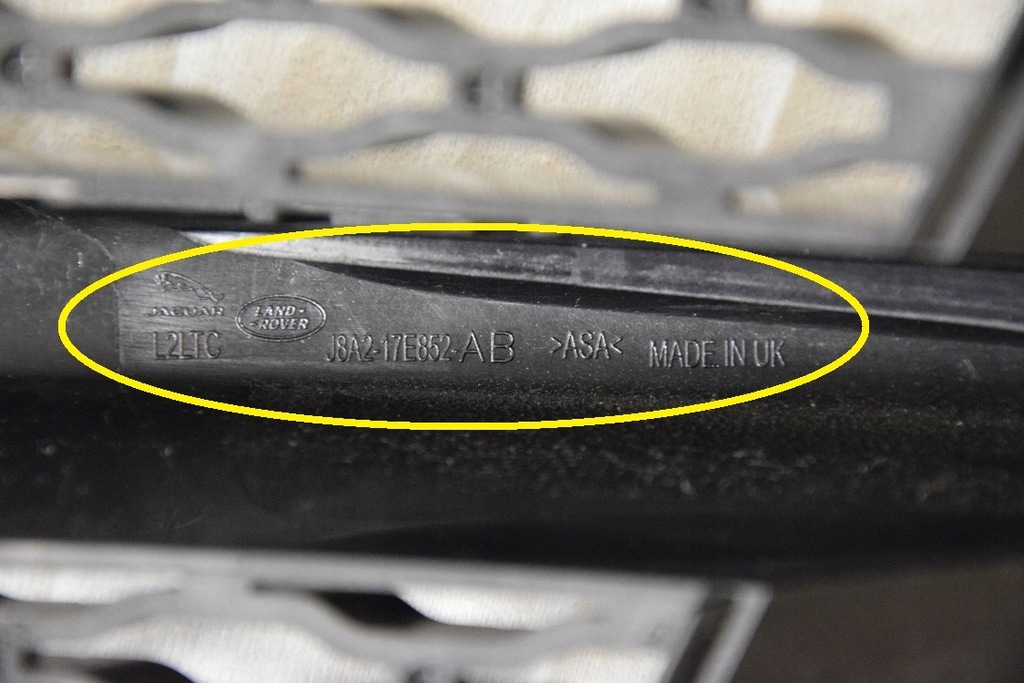 JAGUAR
LAND-
-ROVER
L2LTC J8A2-17E852-AB >ASA< MADE IN UK